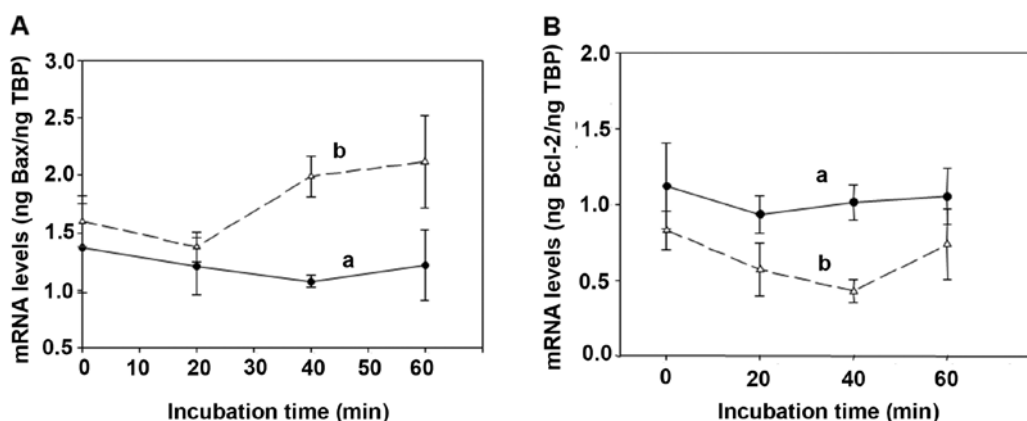 A
mRNA levels (ng Bax/ng TBP)
3.0
2.5
2.0
1.5
1.0
0.5
b
a
0 10 20 30 40 50 60
Incubation time (min)
B
mRNA levels (ng Bcl-2/ng TBP)
2.0
1.5
1.0
0.5
0.0
a
b
0 20 40 60
Incubation time (min)